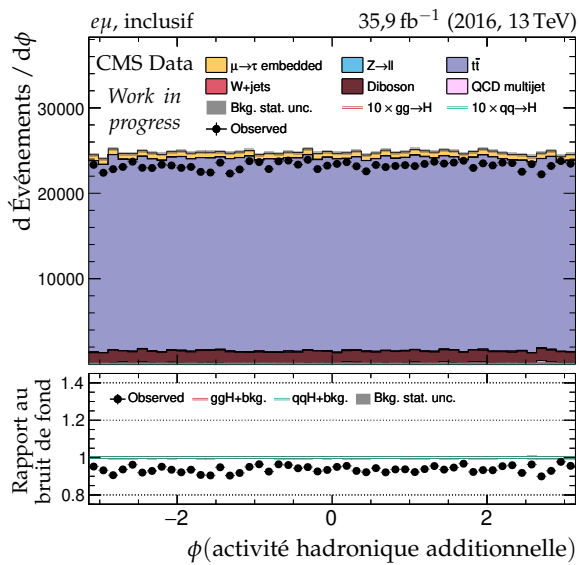 eμ, inclusif 35,9 fb⁻¹ (2016, 13 TeV)
d Événements / dϕ
CMS Data
Work in
progress
μ→τ embedded Z→ll tt̄
W+jets Diboson QCD multijet
Bkg. stat. unc. 10 × gg→H 10 × qq→H
Observed
30000
20000
10000
Rapport au
bruit de fond
Observed ggH+bkg. qqH+bkg. Bkg. stat. unc.
1.4
1.2
1
0.8
−2 0 2
ϕ(activité hadronique additionnelle)